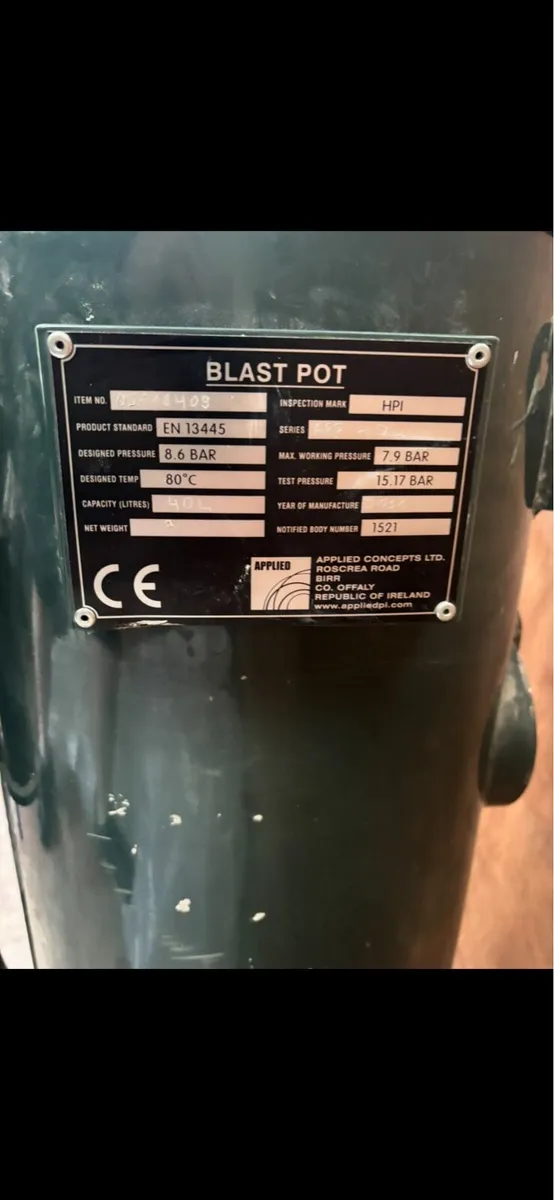 BLAST POT
ITEM NO.
INSPECTION MARK HPI
PRODUCT STANDARD EN 13445
SERIES
DESIGNED PRESSURE 8.6 BAR
MAX. WORKING PRESSURE 7.9 BAR
DESIGNED TEMP 80°C
TEST PRESSURE 15.17 BAR
CAPACITY (LITRES) 40L
YEAR OF MANUFACTURE
NET WEIGHT
NOTIFIED BODY NUMBER 1521
CE
APPLIED
APPLIED CONCEPTS LTD.
ROSCREA ROAD
BIRR
CO. OFFALY
REPUBLIC OF IRELAND
www.appliedpi.com